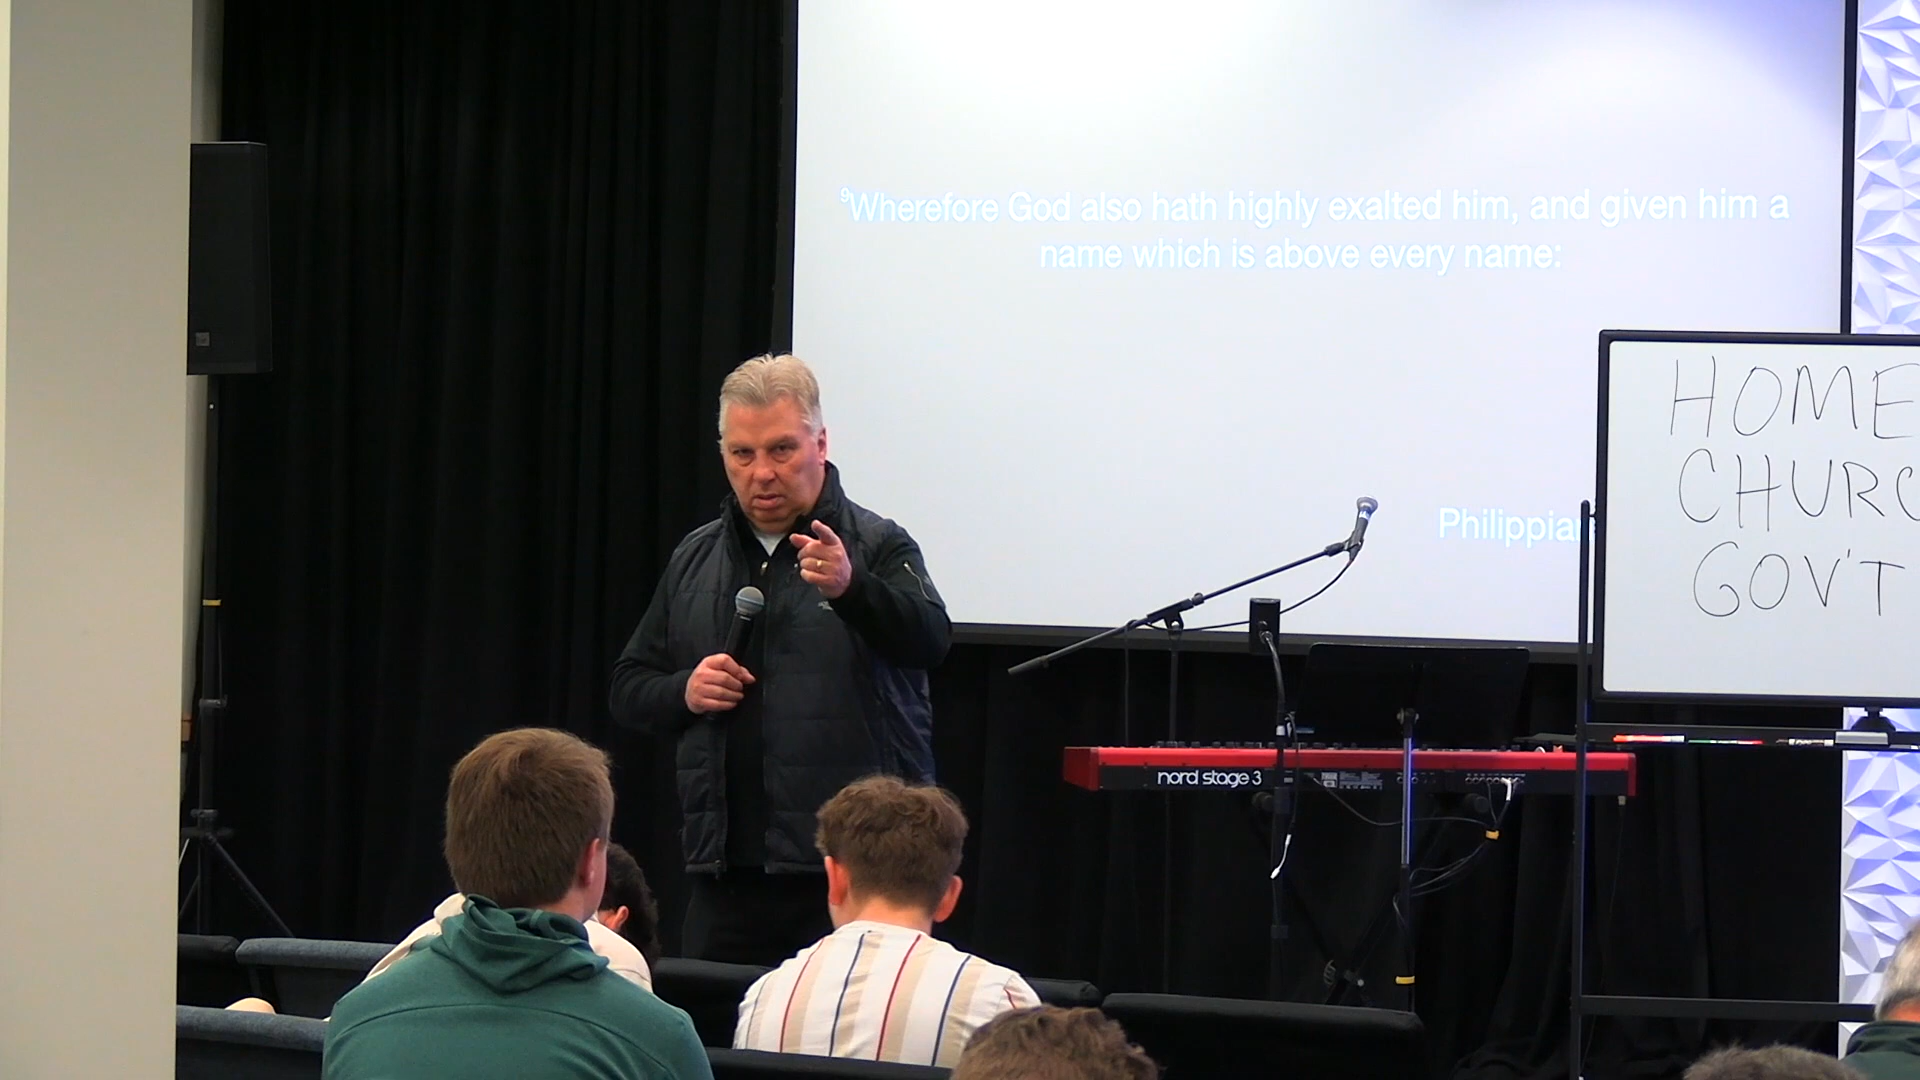 ⁹Wherefore God also hath highly exalted him, and given him a
name which is above every name:
Philippian
HOME
CHURC
GOV'T
nord stage 3